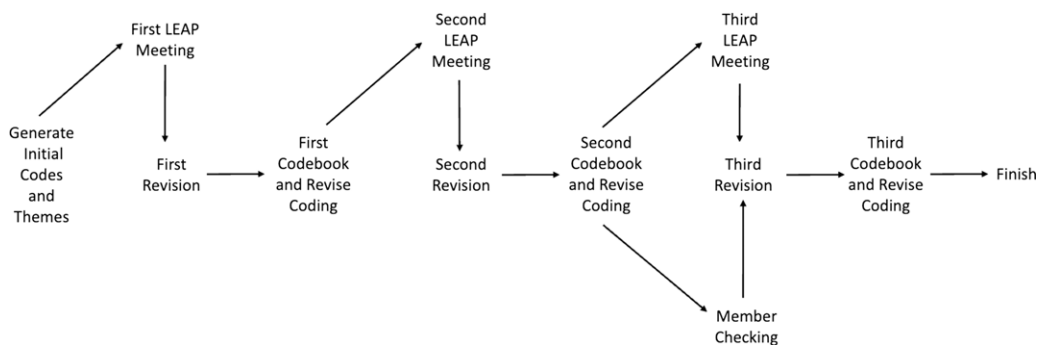 Generate
Initial
Codes
and
Themes
First LEAP
Meeting
First
Revision
First
Codebook
and Revise
Coding
Second
LEAP
Meeting
Second
Revision
Second
Codebook
and Revise
Coding
Third
LEAP
Meeting
Member
Checking
Third
Revision
Third
Codebook
and Revise
Coding
Finish